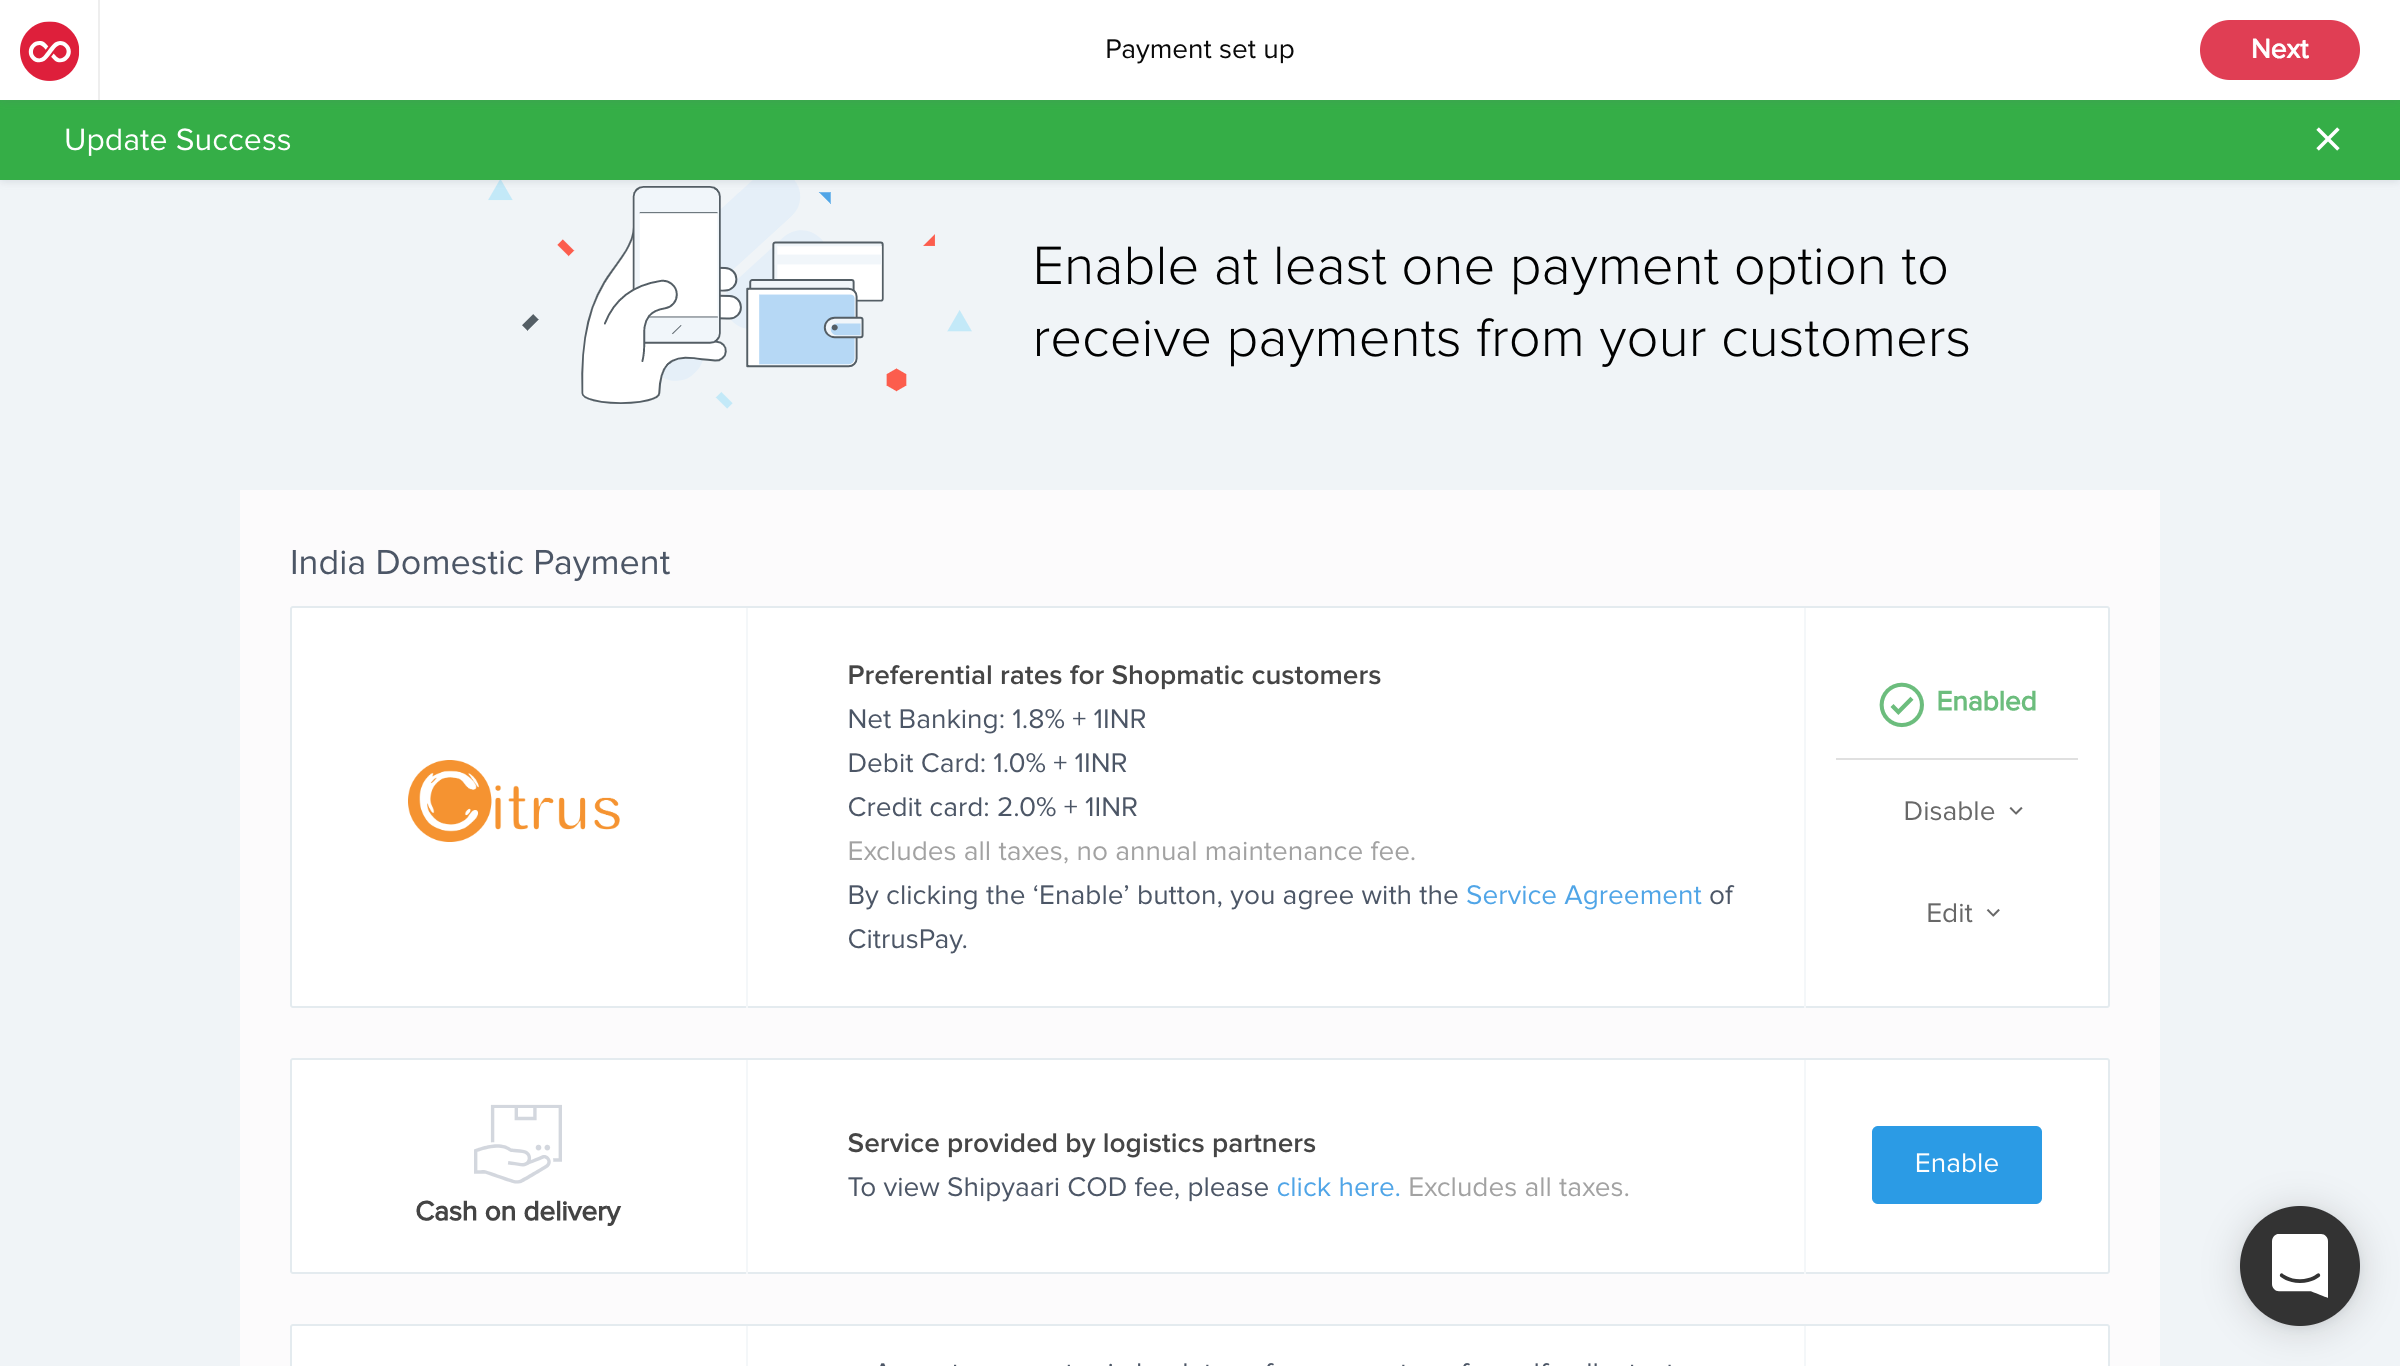 Payment set up
Next
Update Success
Enable at least one payment option to
receive payments from your customers
India Domestic Payment
Citrus
Preferential rates for Shopmatic customers
Net Banking: 1.8% + 1INR
Debit Card: 1.0% + 1INR
Credit card: 2.0% + 1INR
Excludes all taxes, no annual maintenance fee.
By clicking the ‘Enable’ button, you agree with the Service Agreement of
CitrusPay.
Enabled
Disable
Edit
Cash on delivery
Service provided by logistics partners
To view Shipyaari COD fee, please click here. Excludes all taxes.
Enable